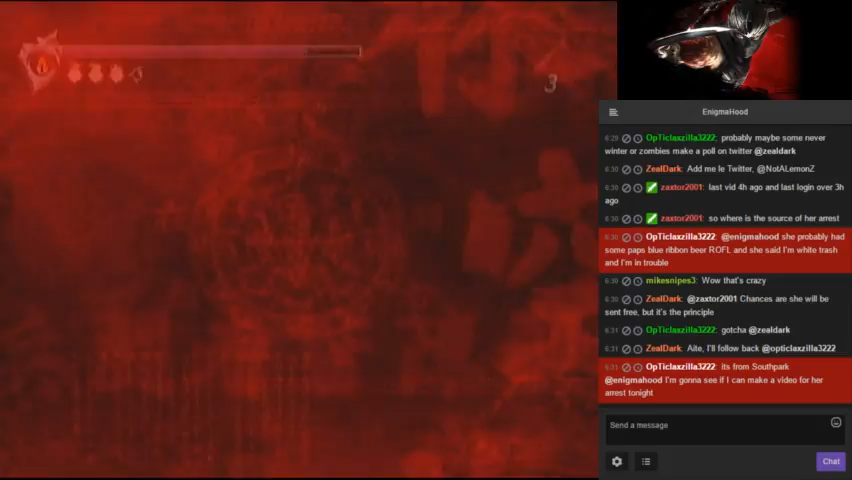 3
EnigmaHood
6:29 OpTiclaxzilla3222: probably maybe some never
winter or zombies make a poll on twitter @zealdark
6:30 ZealDark: Add me le Twitter, @NotALemonZ
6:30 zaxtor2001: last vid 4h ago and last login over 3h
ago
6:30 zaxtor2001: so where is the source of her arrest
6:30 OpTiclaxzilla3222: @enigmahood she probably had
some paps blue ribbon beer ROFL and she said I'm white trash
and I'm in trouble
6:30 mikesnipes3: Wow that's crazy
6:30 ZealDark: @zaxtor2001 Chances are she will be
sent free, but it's the principle
6:31 OpTiclaxzilla3222: gotcha @zealdark
6:31 ZealDark: Aite, I'll follow back @opticlaxzilla3222
6:31 OpTiclaxzilla3222: its from Southpark
@enigmahood I'm gonna see if I can make a video for her
arrest tonight
Send a message
Chat